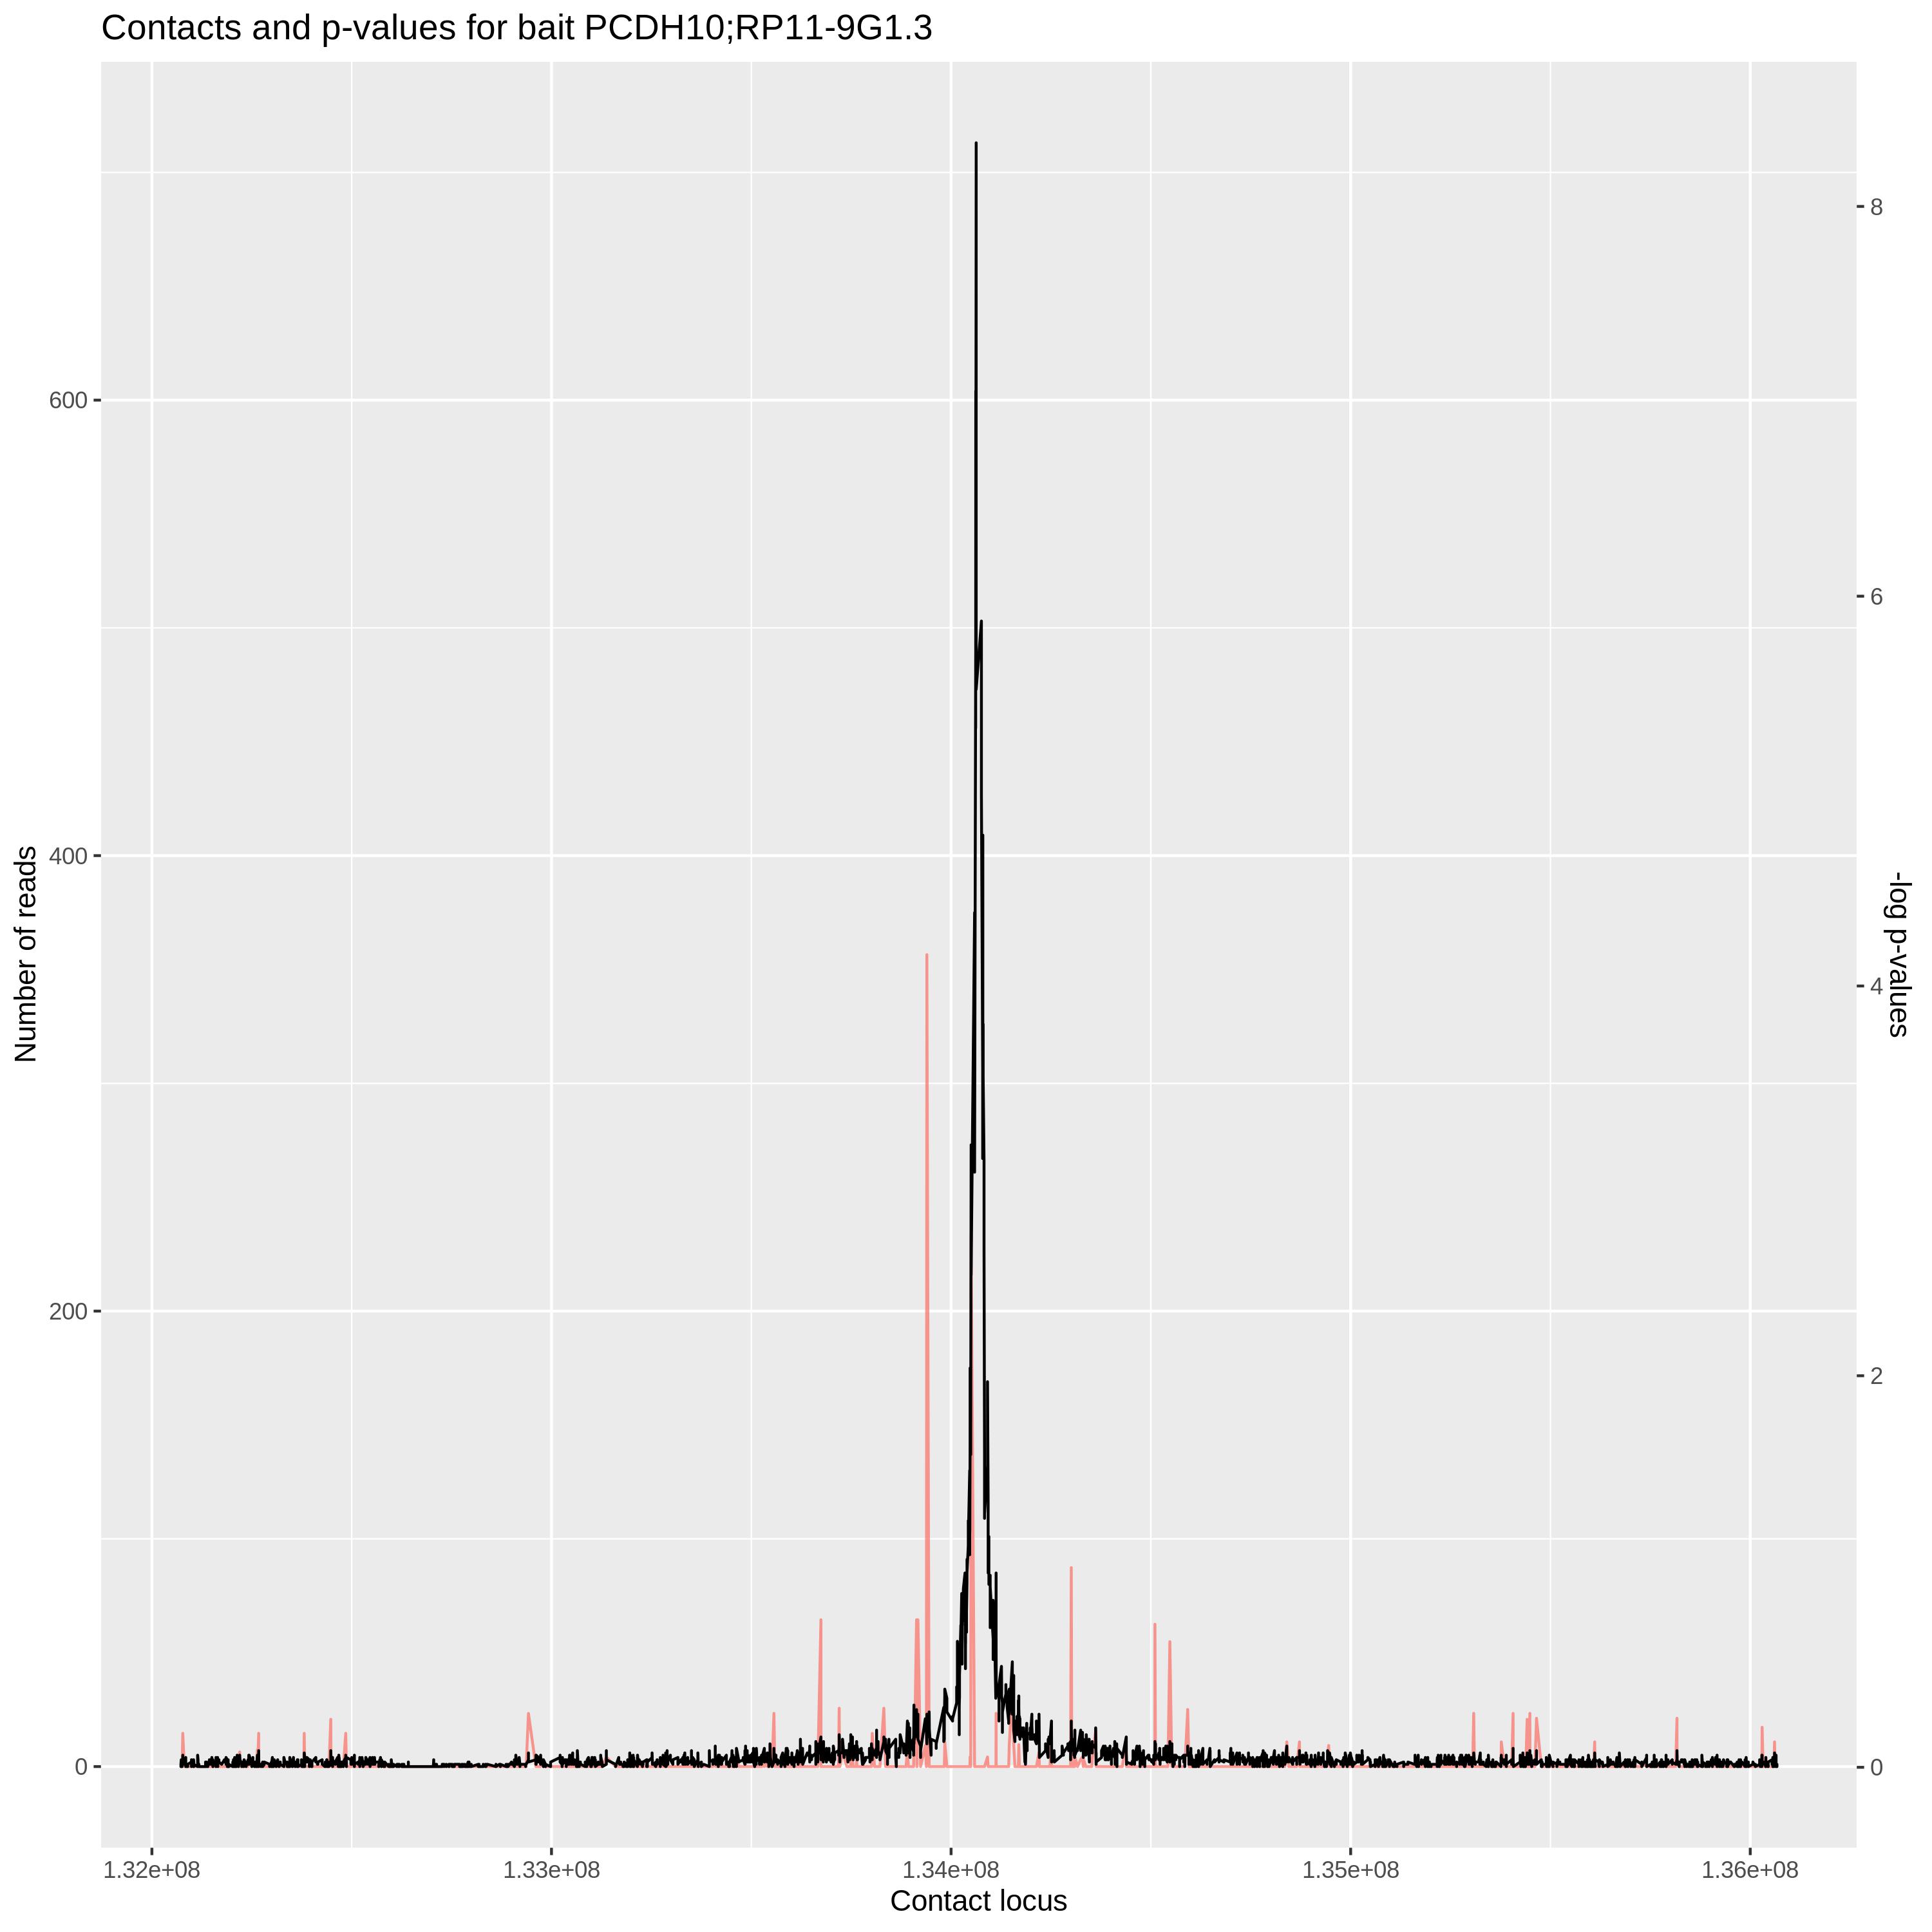 Contacts and p-values for bait PCDH10;RP11-9G1.3
Number of reads
600
400
200
0
8
6
4
2
0
-log p-values
1.32e+08
1.33e+08
1.34e+08
1.35e+08
1.36e+08
Contact locus